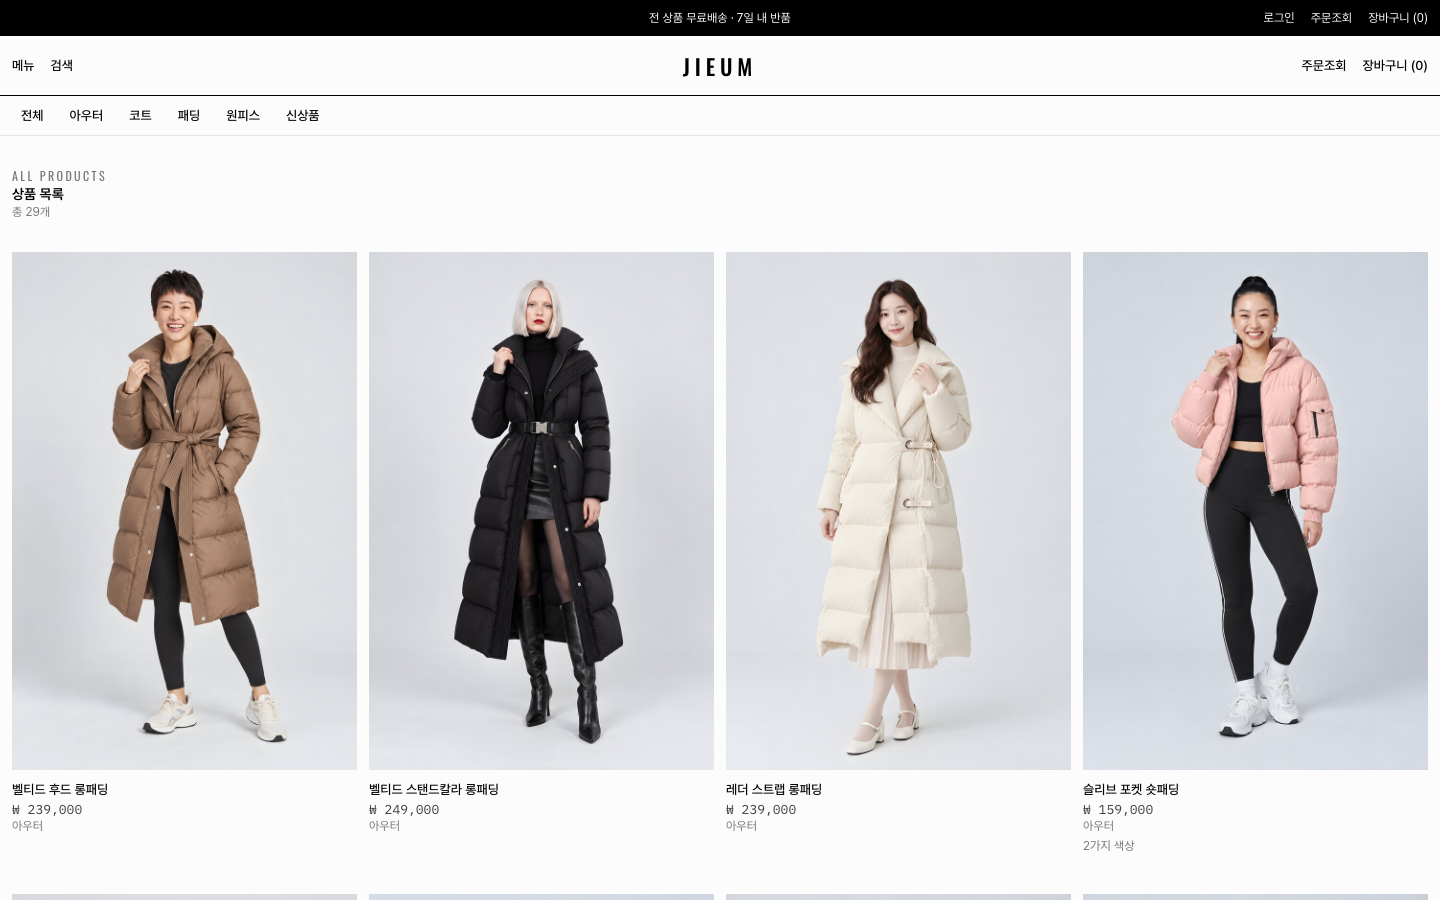 전 상품 무료배송 · 7일 내 반품
로그인 주문조회 장바구니 (0)
메뉴 검색
JIEUM
주문조회 장바구니 (0)
전체 아우터 코트 패딩 원피스 신상품
ALL PRODUCTS
상품 목록
총 29개
벨티드 후드 롱패딩
₩ 239,000
아우터
벨티드 스탠드칼라 롱패딩
₩ 249,000
아우터
레더 스트랩 롱패딩
₩ 239,000
아우터
슬리브 포켓 숏패딩
₩ 159,000
아우터
2가지 색상